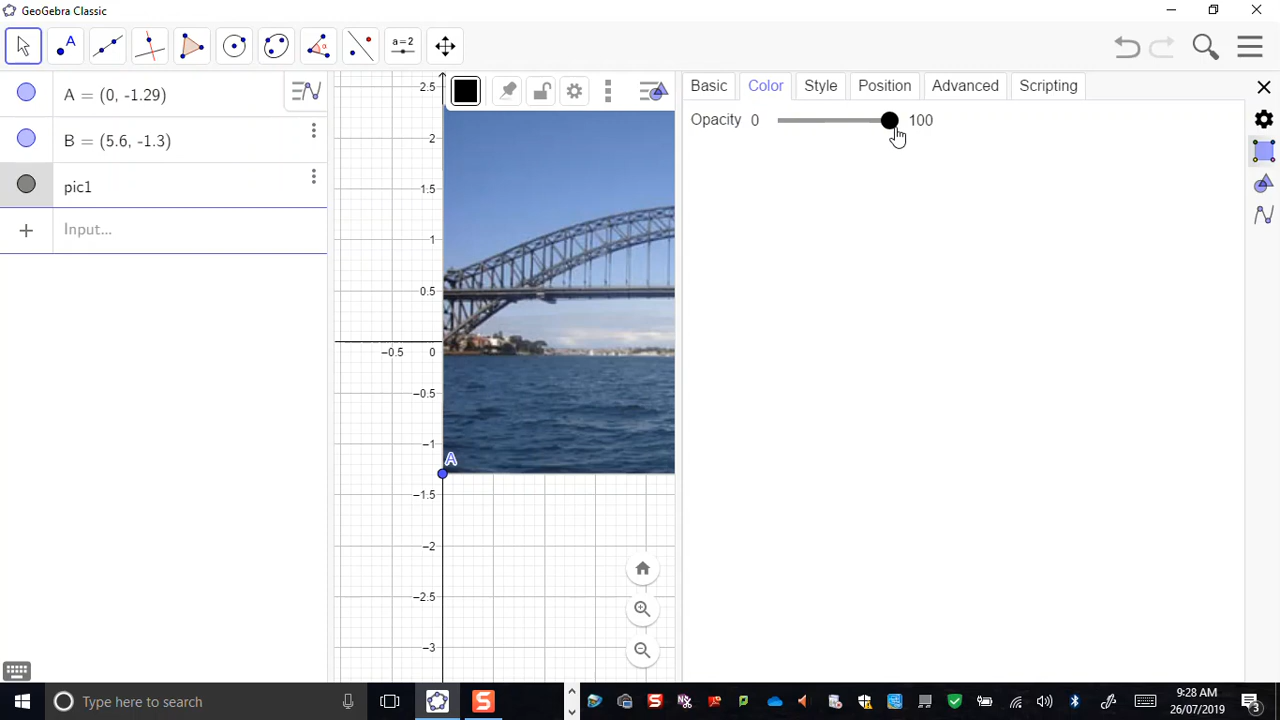 GeoGebra Classic
a=2
A = (0, -1.29)
B = (5.6, -1.3)
pic1
Input...
2.5
2
1.5
1
0.5
−0.5
0
−0.5
−1
A
−1.5
−2
−2.5
−3
Basic
Color
Style
Position
Advanced
Scripting
Opacity 0
100
Type here to search
9:28 AM
26/07/2019
3